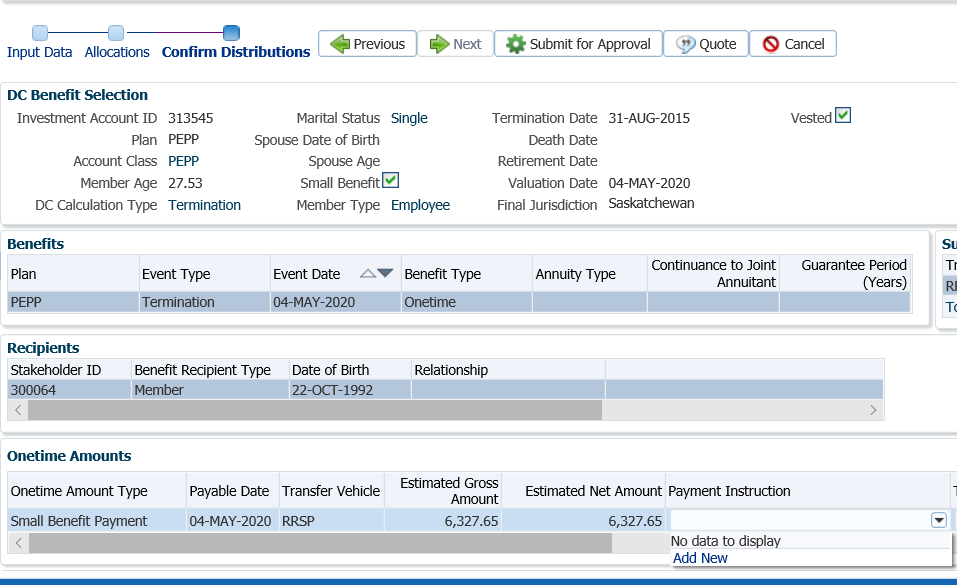 Input Data Allocations Confirm Distributions Previous Next Submit for Approval Quote Cancel
DC Benefit Selection
Investment Account ID 313545 Marital Status Single Termination Date 31-AUG-2015 Vested
Plan PEPP Spouse Date of Birth Death Date
Account Class PEPP Spouse Age Retirement Date
Member Age 27.53 Small Benefit Valuation Date 04-MAY-2020
DC Calculation Type Termination Member Type Employee Final Jurisdiction Saskatchewan
Benefits Su
Plan Event Type Event Date Benefit Type Annuity Type Continuance to Joint Annuitant Guarantee Period (Years) Tr
PEPP Termination 04-MAY-2020 Onetime RF
To
Recipients
Stakeholder ID Benefit Recipient Type Date of Birth Relationship
300064 Member 22-OCT-1992
Onetime Amounts
Onetime Amount Type Payable Date Transfer Vehicle Estimated Gross Amount Estimated Net Amount Payment Instruction
Small Benefit Payment 04-MAY-2020 RRSP 6,327.65 6,327.65
No data to display
Add New